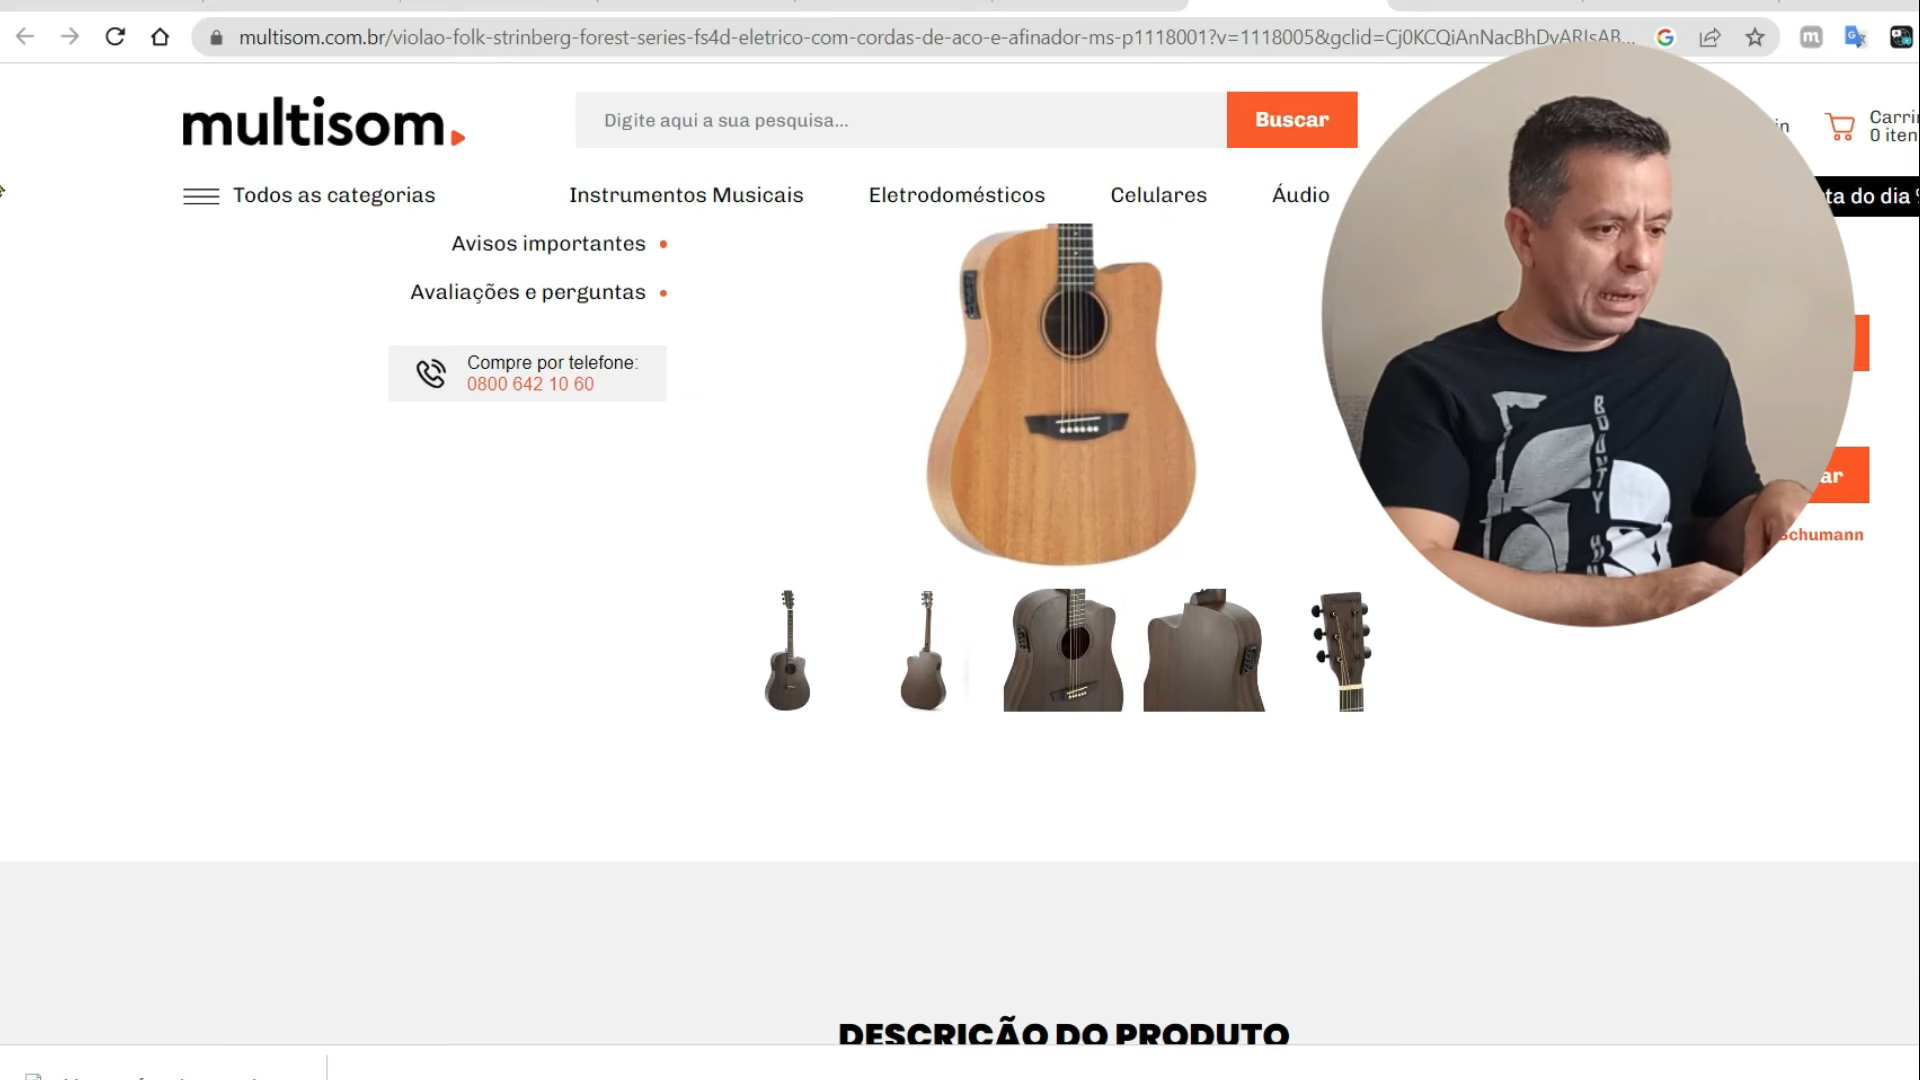 multisom.com.br/violao-folk-strinberg-forest-series-fs4d-eletrico-com-cordas-de-aco-e-afinador-ms-p1118001?v=1118005&gclid=Cj0KCQiAnNacBhDvARIsAB...
multisom
Digite aqui a sua pesquisa...
Buscar
Carri
0 iten
Todos as categorias
Instrumentos Musicais
Eletrodomésticos
Celulares
Áudio
ta do dia
Avisos importantes
Avaliações e perguntas
Compre por telefone:
0800 642 10 60
BOUNTY
ar
Schumann
DESCRIÇÃO DO PRODUTO